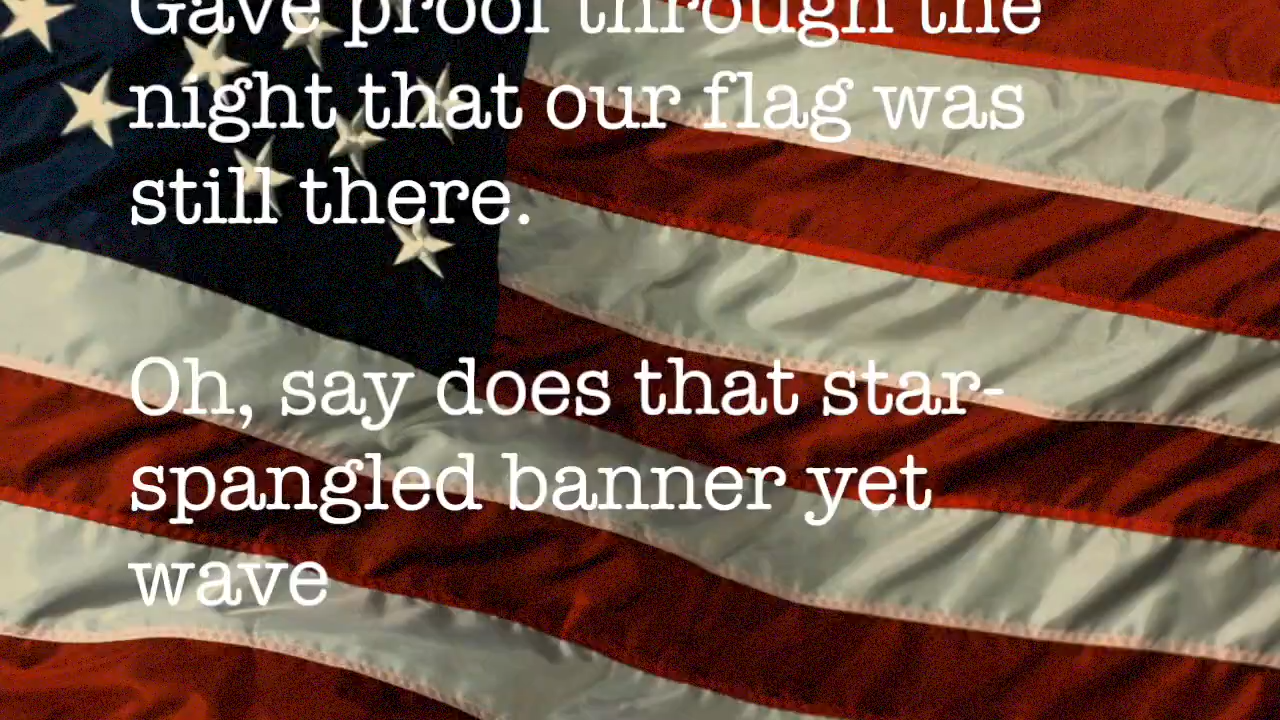 Gave proof through the
night that our flag was
still there.
Oh, say does that star-
spangled banner yet
wave